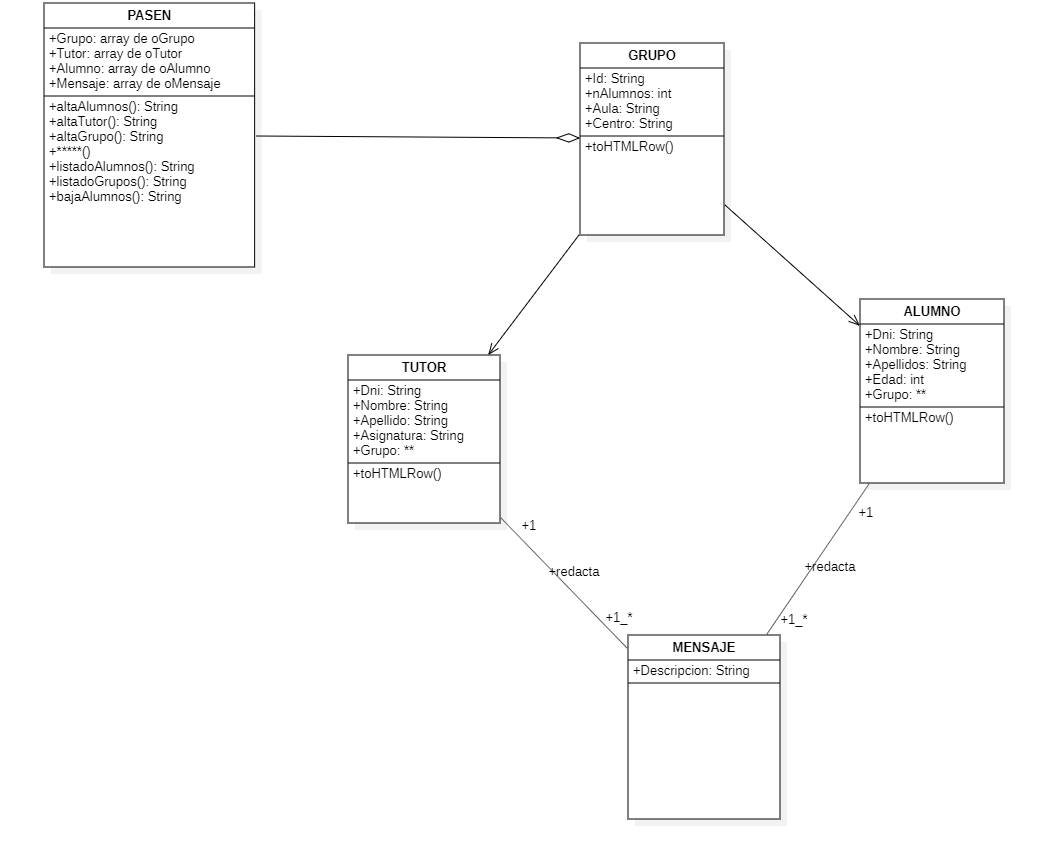 PASEN
+Grupo: array de oGrupo
+Tutor: array de oTutor
+Alumno: array de oAlumno
+Mensaje: array de oMensaje
+altaAlumnos(): String
+altaTutor(): String
+altaGrupo(): String
+*****()
+listadoAlumnos(): String
+listadoGrupos(): String
+bajaAlumnos(): String
GRUPO
+Id: String
+nAlumnos: int
+Aula: String
+Centro: String
+toHTMLRow()
TUTOR
+Dni: String
+Nombre: String
+Apellido: String
+Asignatura: String
+Grupo: **
+toHTMLRow()
ALUMNO
+Dni: String
+Nombre: String
+Apellidos: String
+Edad: int
+Grupo: **
+toHTMLRow()
+1
+redacta
+1_*
+1
+redacta
+1_*
MENSAJE
+Descripcion: String